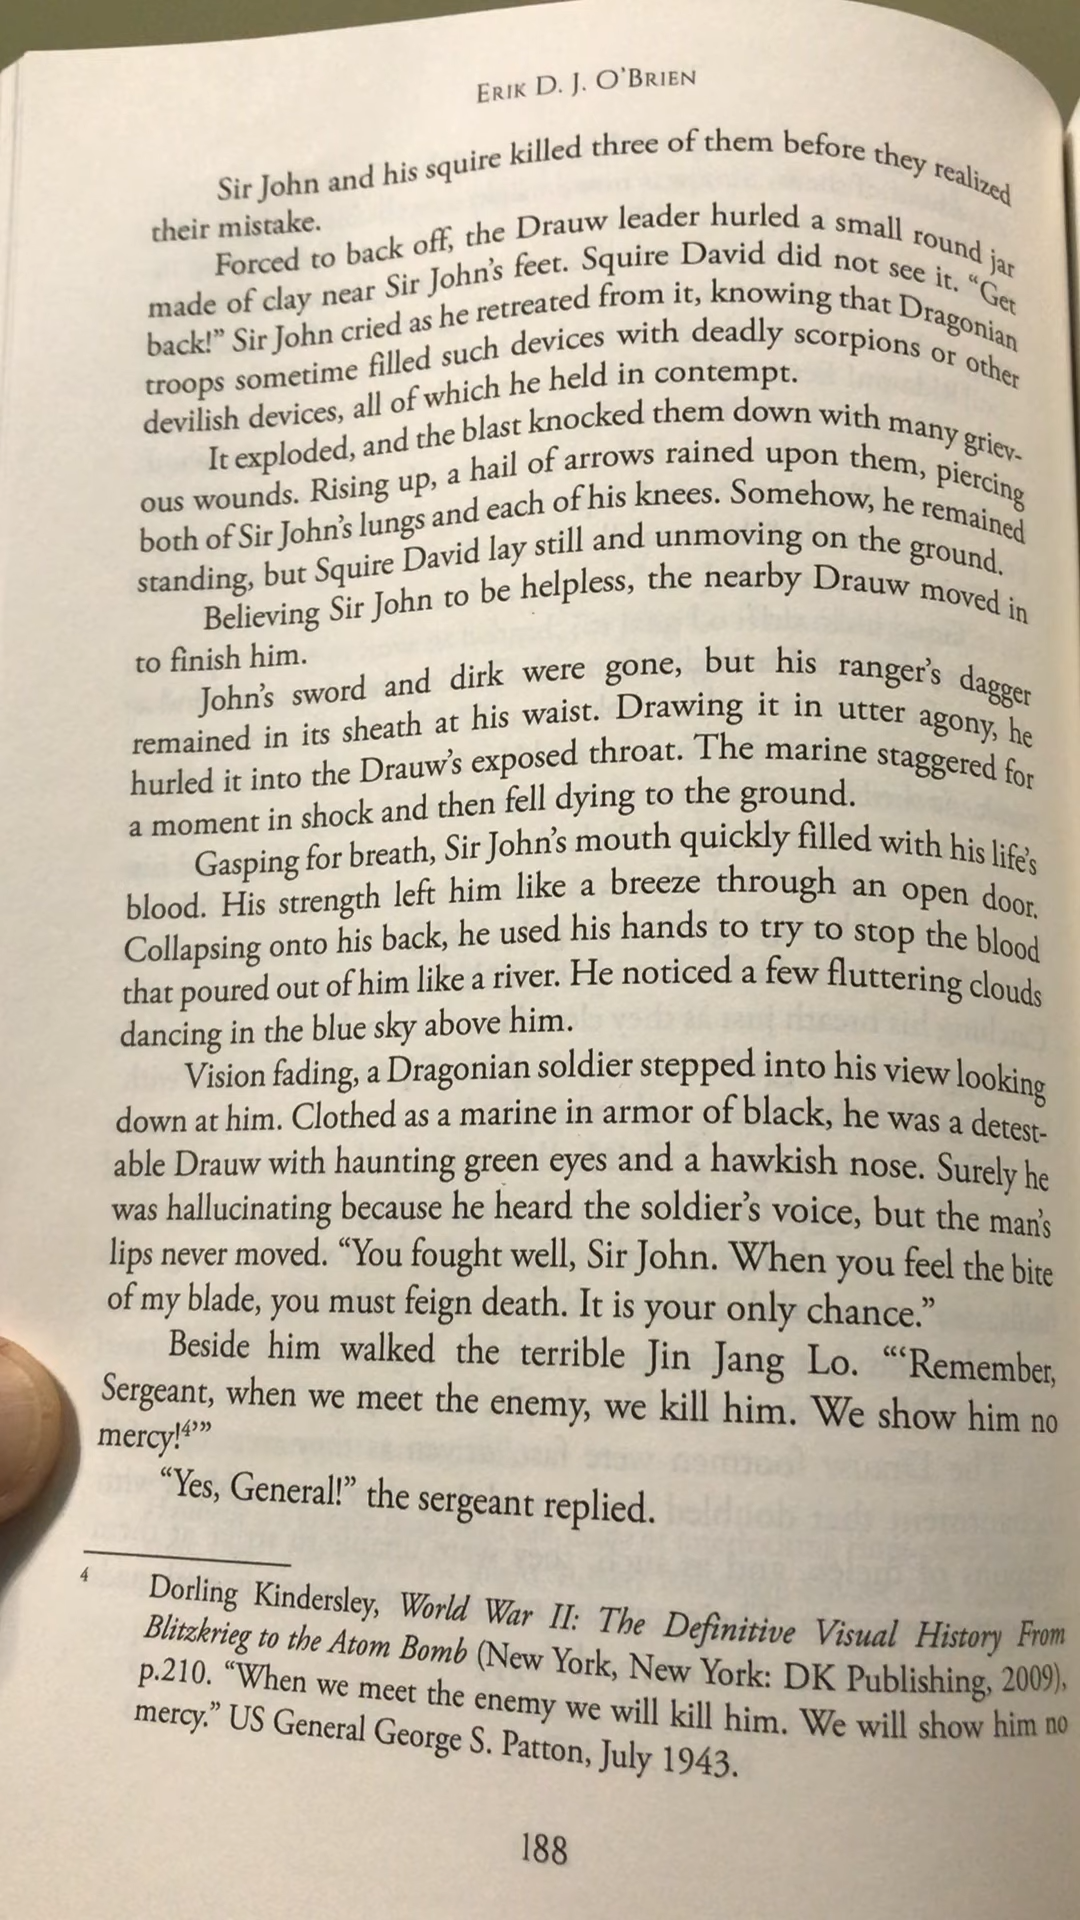 ERIK D. J. O'BRIEN
Sir John and his squire killed three of them before they realized
their mistake.
Forced to back off, the Drauw leader hurled a small round jar
made of clay near Sir John's feet. Squire David did not see it. “Get
back!” Sir John cried as he retreated from it, knowing that Dragonian
troops sometime filled such devices with deadly scorpions or other
devilish devices, all of which he held in contempt.
It exploded, and the blast knocked them down with many griev-
ous wounds. Rising up, a hail of arrows rained upon them, piercing
both of Sir John's lungs and each of his knees. Somehow, he remained
standing, but Squire David lay still and unmoving on the ground.
Believing Sir John to be helpless, the nearby Drauw moved in
to finish him.
John's sword and dirk were gone, but his ranger's dagger
remained in its sheath at his waist. Drawing it in utter agony, he
hurled it into the Drauw's exposed throat. The marine staggered for
a moment in shock and then fell dying to the ground.
Gasping for breath, Sir John's mouth quickly filled with his life's
blood. His strength left him like a breeze through an open door.
Collapsing onto his back, he used his hands to try to stop the blood
that poured out of him like a river. He noticed a few fluttering clouds
dancing in the blue sky above him.
Vision fading, a Dragonian soldier stepped into his view looking
down at him. Clothed as a marine in armor of black, he was a detest-
able Drauw with haunting green eyes and a hawkish nose. Surely he
was hallucinating because he heard the soldier's voice, but the man's
lips never moved. “You fought well, Sir John. When you feel the bite
of my blade, you must feign death. It is your only chance.”
Beside him walked the terrible Jin Jang Lo. “‘Remember,
Sergeant, when we meet the enemy, we kill him. We show him no
mercy!⁴’”
“Yes, General!” the sergeant replied.
4 Dorling Kindersley, World War II: The Definitive Visual History From
Blitzkrieg to the Atom Bomb (New York, New York: DK Publishing, 2009),
p.210. “When we meet the enemy we will kill him. We will show him no
mercy.” US General George S. Patton, July 1943.
188